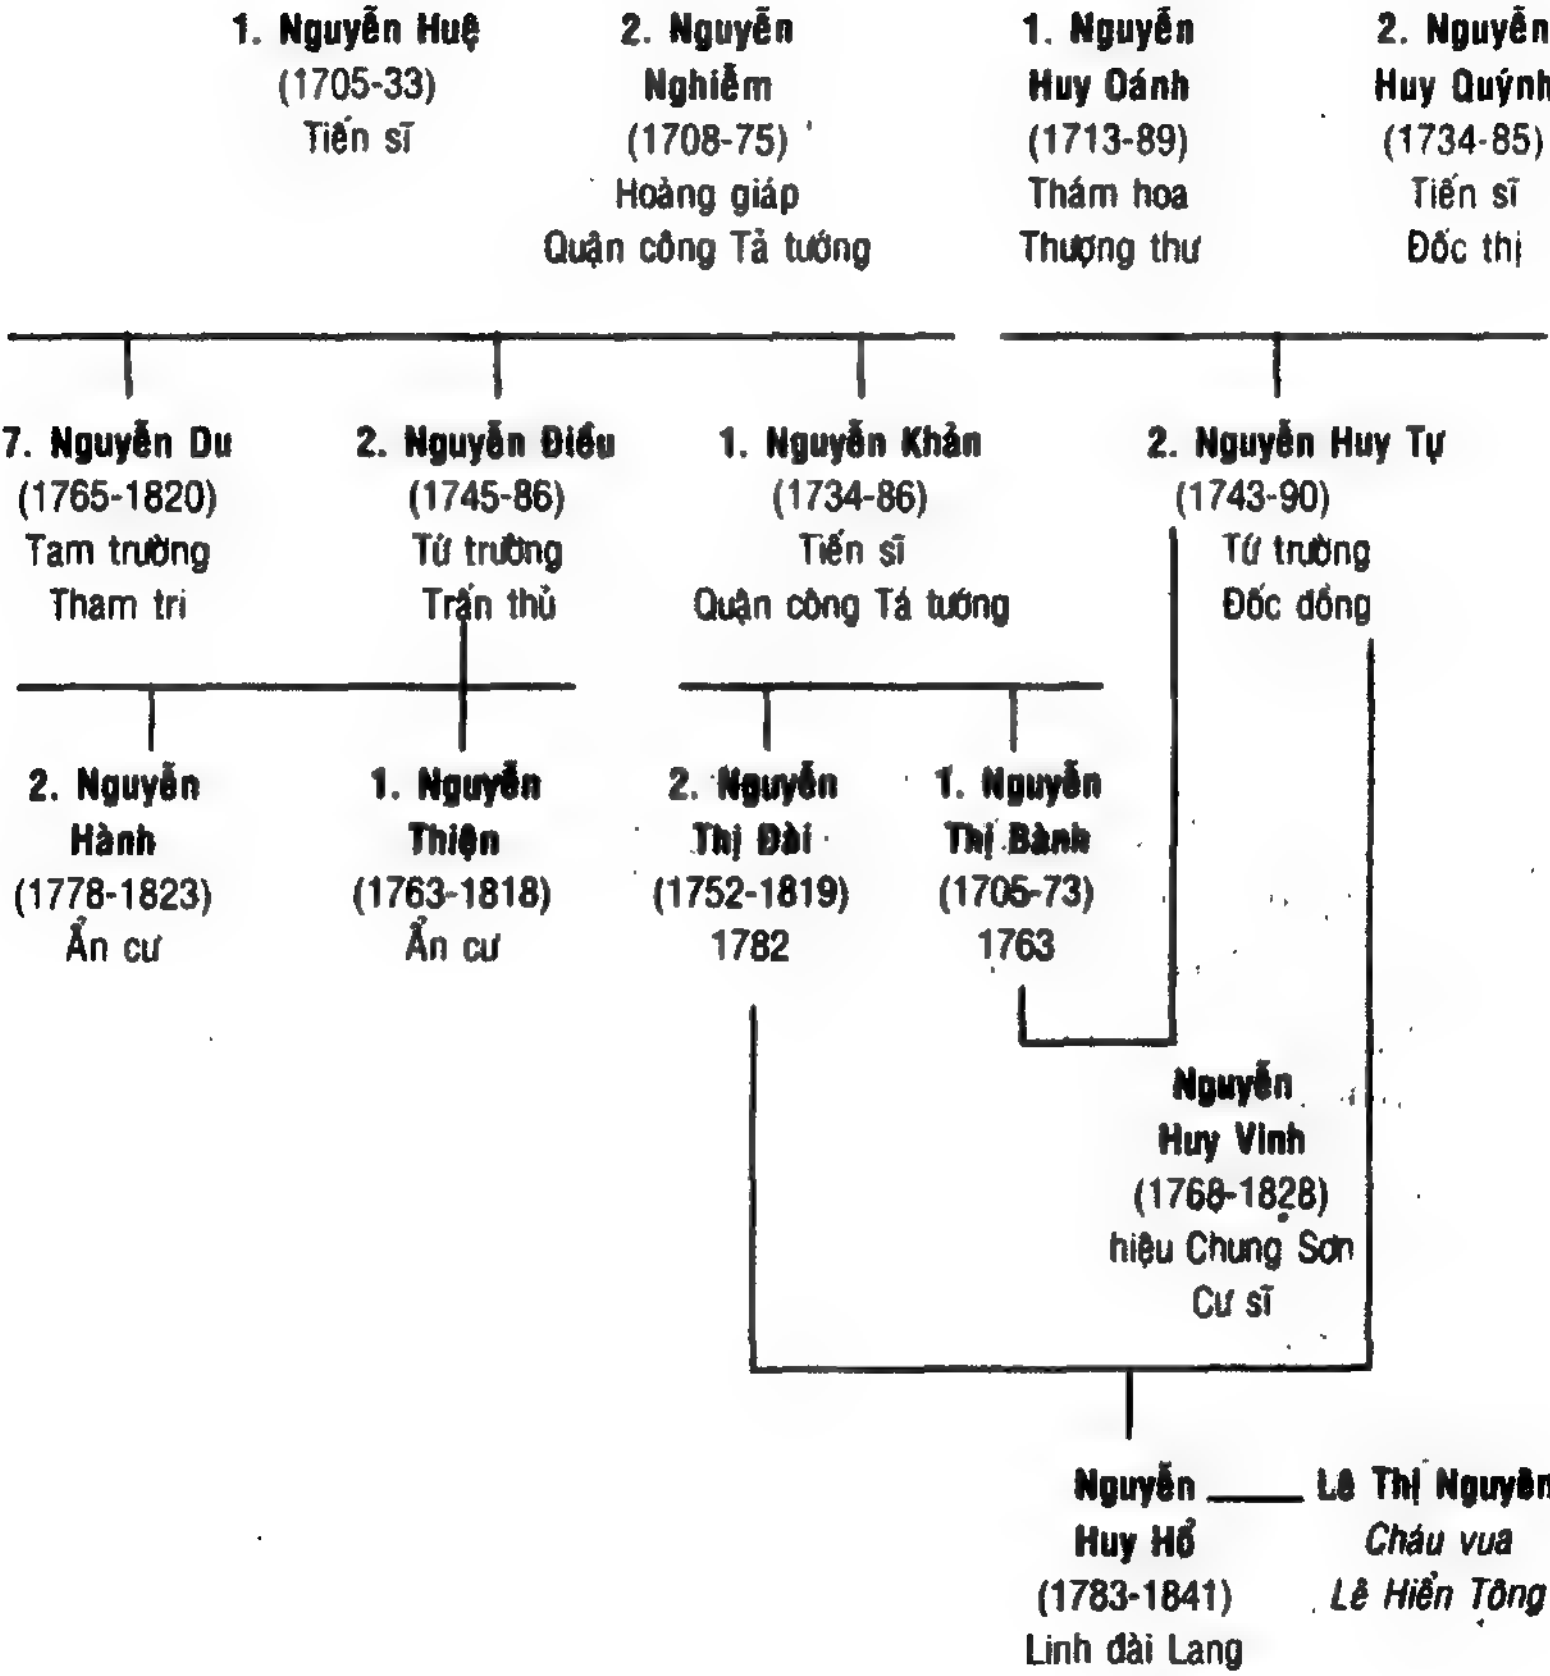 1. Nguyễn Huệ
(1705-33)
Tiến sĩ
2. Nguyễn
Nghiễm
(1708-75)
Hoàng giáp
Quận công Tả tướng
1. Nguyễn
Huy Oánh
(1713-89)
Thám hoa
Thượng thư
2. Nguyễn
Huy Quýnh
(1734-85)
Tiến sĩ
Đốc thị
7. Nguyễn Du
(1765-1820)
Tam trường
Tham tri
2. Nguyễn Điều
(1745-86)
Tứ trường
Trấn thủ
1. Nguyễn Khản
(1734-86)
Tiến sĩ
Quận công Tá tướng
2. Nguyễn Huy Tự
(1743-90)
Tứ trường
Đốc đồng
2. Nguyễn
Hành
(1778-1823)
Ẩn cư
1. Nguyễn
Thiện
(1763-1818)
Ẩn cư
2. Nguyễn
Thị Đài
(1752-1819)
1782
1. Nguyễn
Thị Bành
(1705-73)
1763
Nguyễn
Huy Vinh
(1768-1828)
hiệu Chung Sơn
Cư sĩ
Nguyễn
Huy Hổ
(1783-1841)
Linh đài Lang
Lê Thị Nguyên
Cháu vua
Lê Hiển Tông